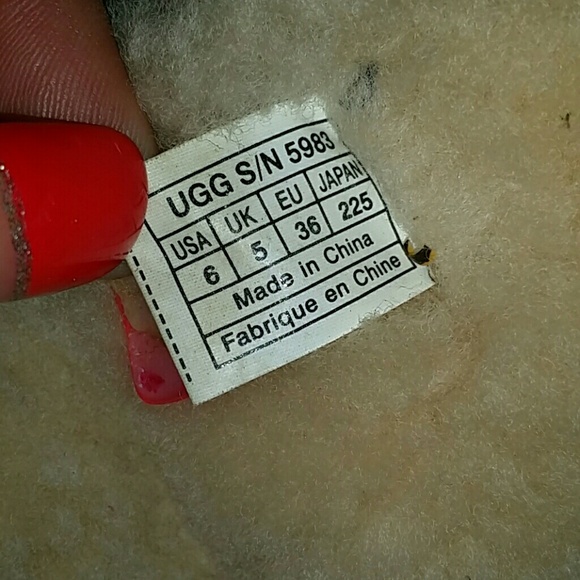 UGG S/N 5983
USA UK EU JAPAN
6 5 36 225
Made in China
Fabrique en Chine